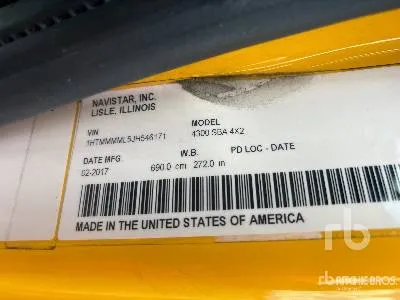 NAVISTAR, INC.
LISLE, ILLINOIS
VIN MODEL
1HTMMMML5JH546171 4300 SBA 4X2
DATE MFG. W.B. PD LOC - DATE
02-2017 690.0 cm 272.0 in
MADE IN THE UNITED STATES OF AMERICA
rb
RITCHIE BROS.